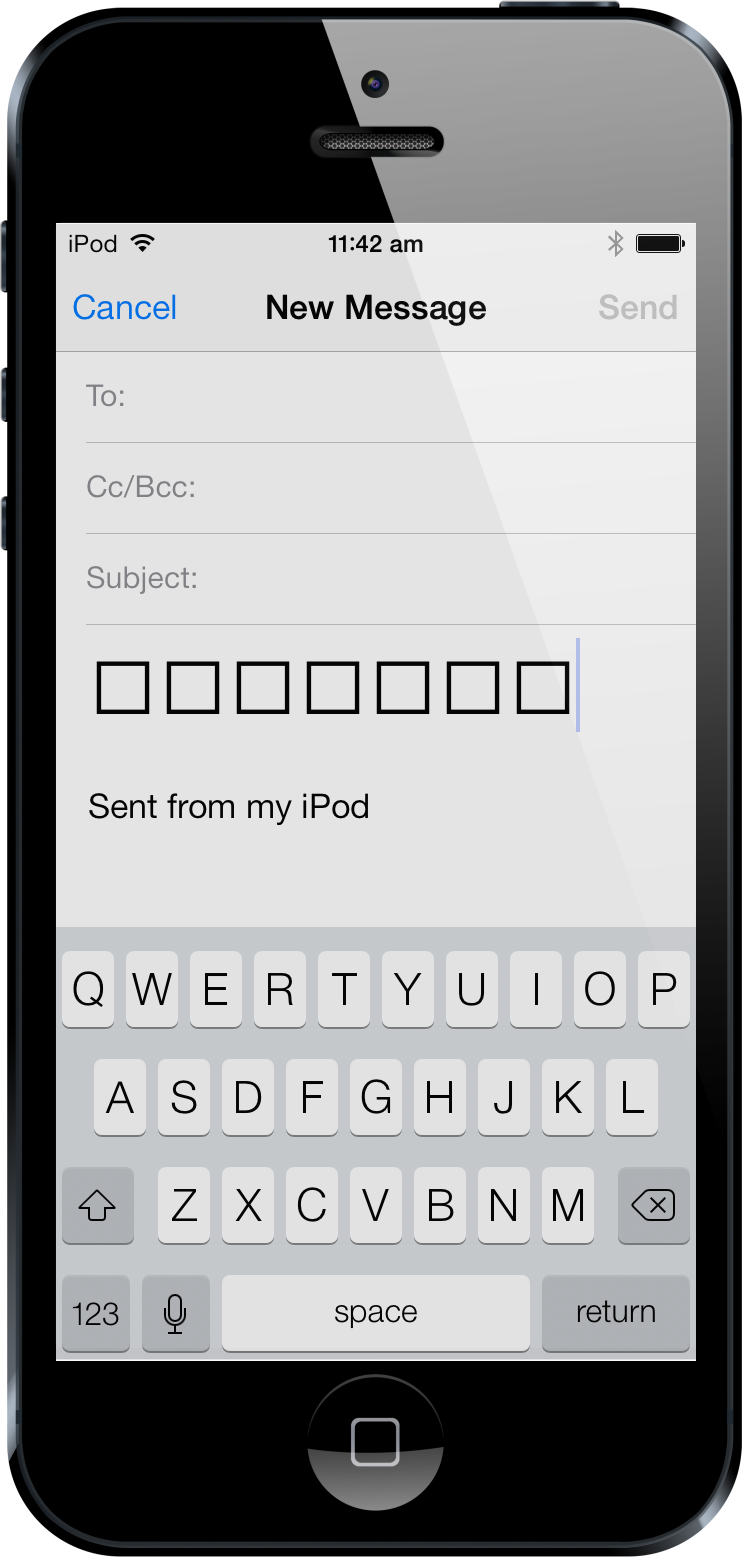 iPod 11:42 am
Cancel New Message Send
To:
Cc/Bcc:
Subject:
□□□□□□□
Sent from my iPod
Q W E R T Y U I O P
A S D F G H J K L
Z X C V B N M
123 space return